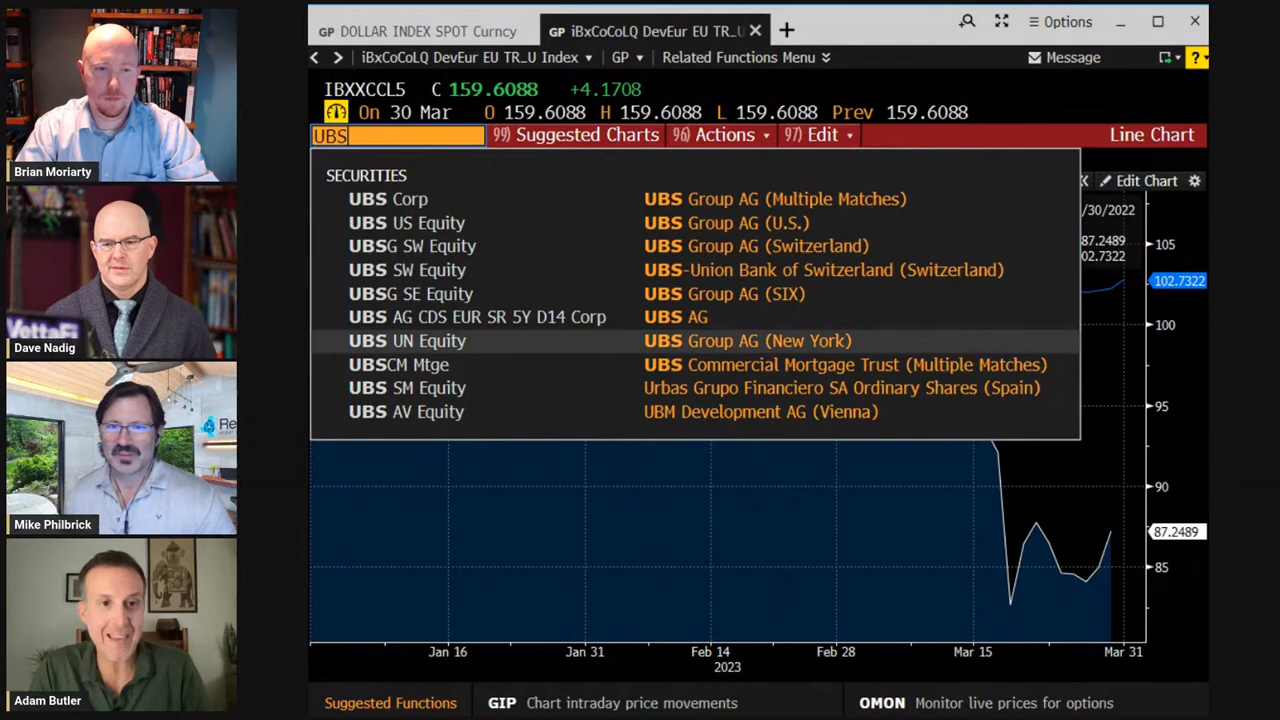 Brian Moriarty
VettaFi
Dave Nadig
Re
Mike Philbrick
Adam Butler
GP DOLLAR INDEX SPOT Curncy
GP iBxCoCoLQ DevEur EU TR_U
Options
iBxCoCoLQ DevEur EU TR_U Index
GP
Related Functions Menu
Message
?
IBXXCCL5 C 159.6088 +4.1708
On 30 Mar O 159.6088 H 159.6088 L 159.6088 Prev 159.6088
UBS
99) Suggested Charts
96) Actions
97) Edit
Line Chart
SECURITIES
UBS Corp UBS Group AG (Multiple Matches)
UBS US Equity UBS Group AG (U.S.)
UBSG SW Equity UBS Group AG (Switzerland)
UBS SW Equity UBS-Union Bank of Switzerland (Switzerland)
UBSG SE Equity UBS Group AG (SIX)
UBS AG CDS EUR SR 5Y D14 Corp UBS AG
UBS UN Equity UBS Group AG (New York)
UBSCM Mtge UBS Commercial Mortgage Trust (Multiple Matches)
UBS SM Equity Urbas Grupo Financiero SA Ordinary Shares (Spain)
UBS AV Equity UBM Development AG (Vienna)
Edit Chart
/30/2022
87.2489
02.7322
105
102.7322
100
95
90
87.2489
85
Jan 16 Jan 31 Feb 14 Feb 28 Mar 15 Mar 31
2023
Suggested Functions GIP Chart intraday price movements OMON Monitor live prices for options